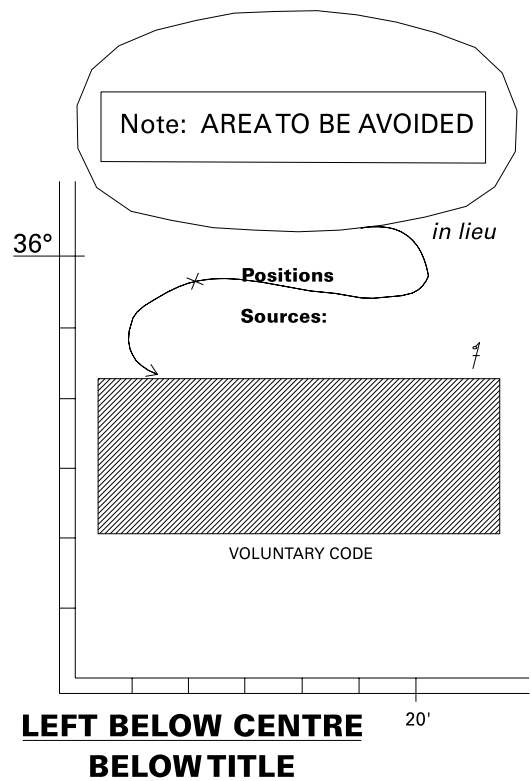 Note: AREA TO BE AVOIDED
in lieu
36°
Positions
Sources:
VOLUNTARY CODE
20'
LEFT BELOW CENTRE
BELOW TITLE